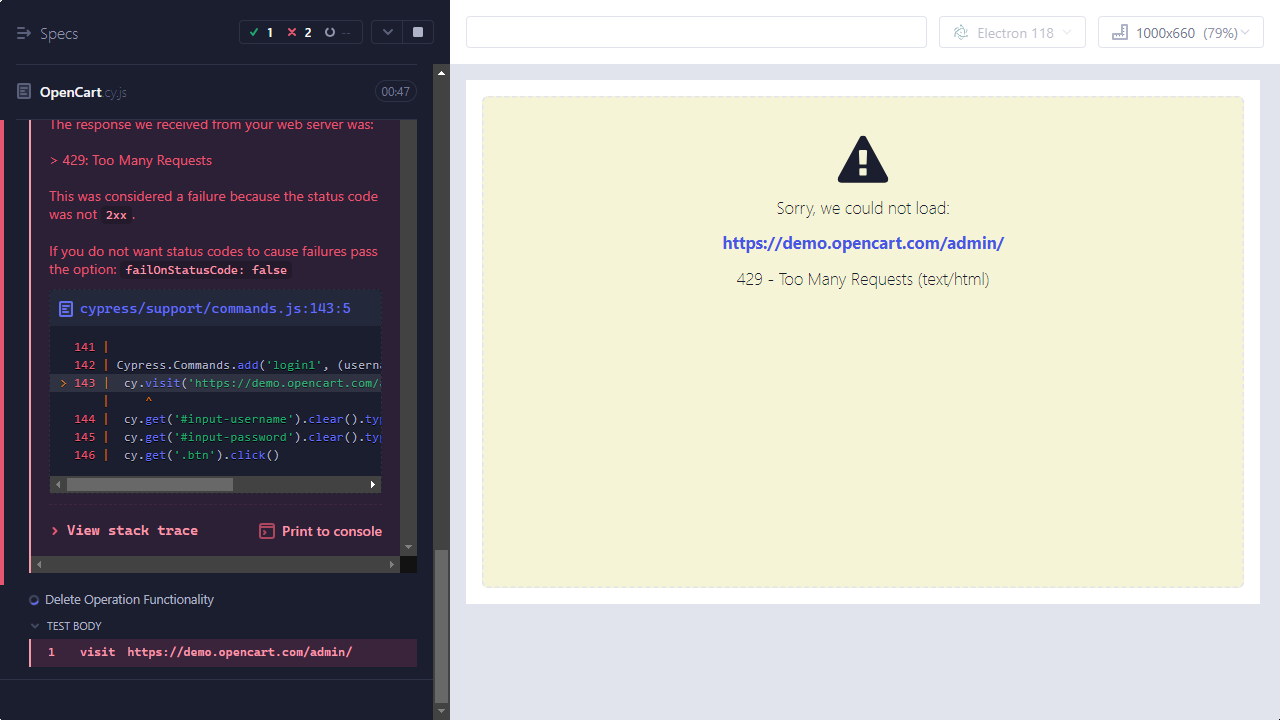 Specs
1
2
--
OpenCart.cy.js
00:47
The response we received from your web server was:
> 429: Too Many Requests
This was considered a failure because the status code
was not 2xx.
If you do not want status codes to cause failures pass
the option: failOnStatusCode: false
cypress/support/commands.js:143:5
141 |
142 | Cypress.Commands.add('login1', (userna
> 143 |  cy.visit('https://demo.opencart.com/a
|     ^
144 |  cy.get('#input-username').clear().typ
145 |  cy.get('#input-password').clear().typ
146 |  cy.get('.btn').click()
> View stack trace
Print to console
Delete Operation Functionality
TEST BODY
1 visit https://demo.opencart.com/admin/
Electron 118
1000x660 (79%)
Sorry, we could not load:
https://demo.opencart.com/admin/
429 - Too Many Requests (text/html)